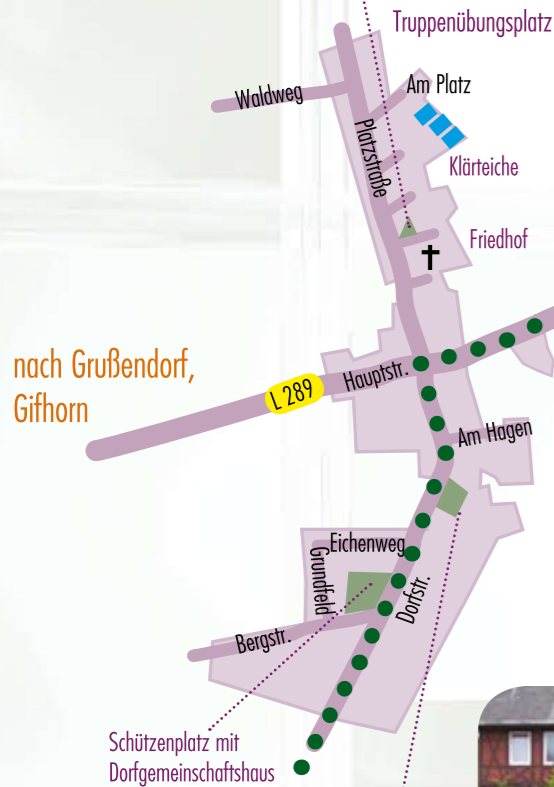 Truppenübungsplatz
Am Platz
Waldweg
Platzstraße
Klärteiche
Friedhof
nach Grußendorf,
Gifhorn
L 289
Hauptstr.
Am Hagen
Eichenweg
Grundfeld
Dorfstr.
Bergstr.
Schützenplatz mit
Dorfgemeinschaftshaus